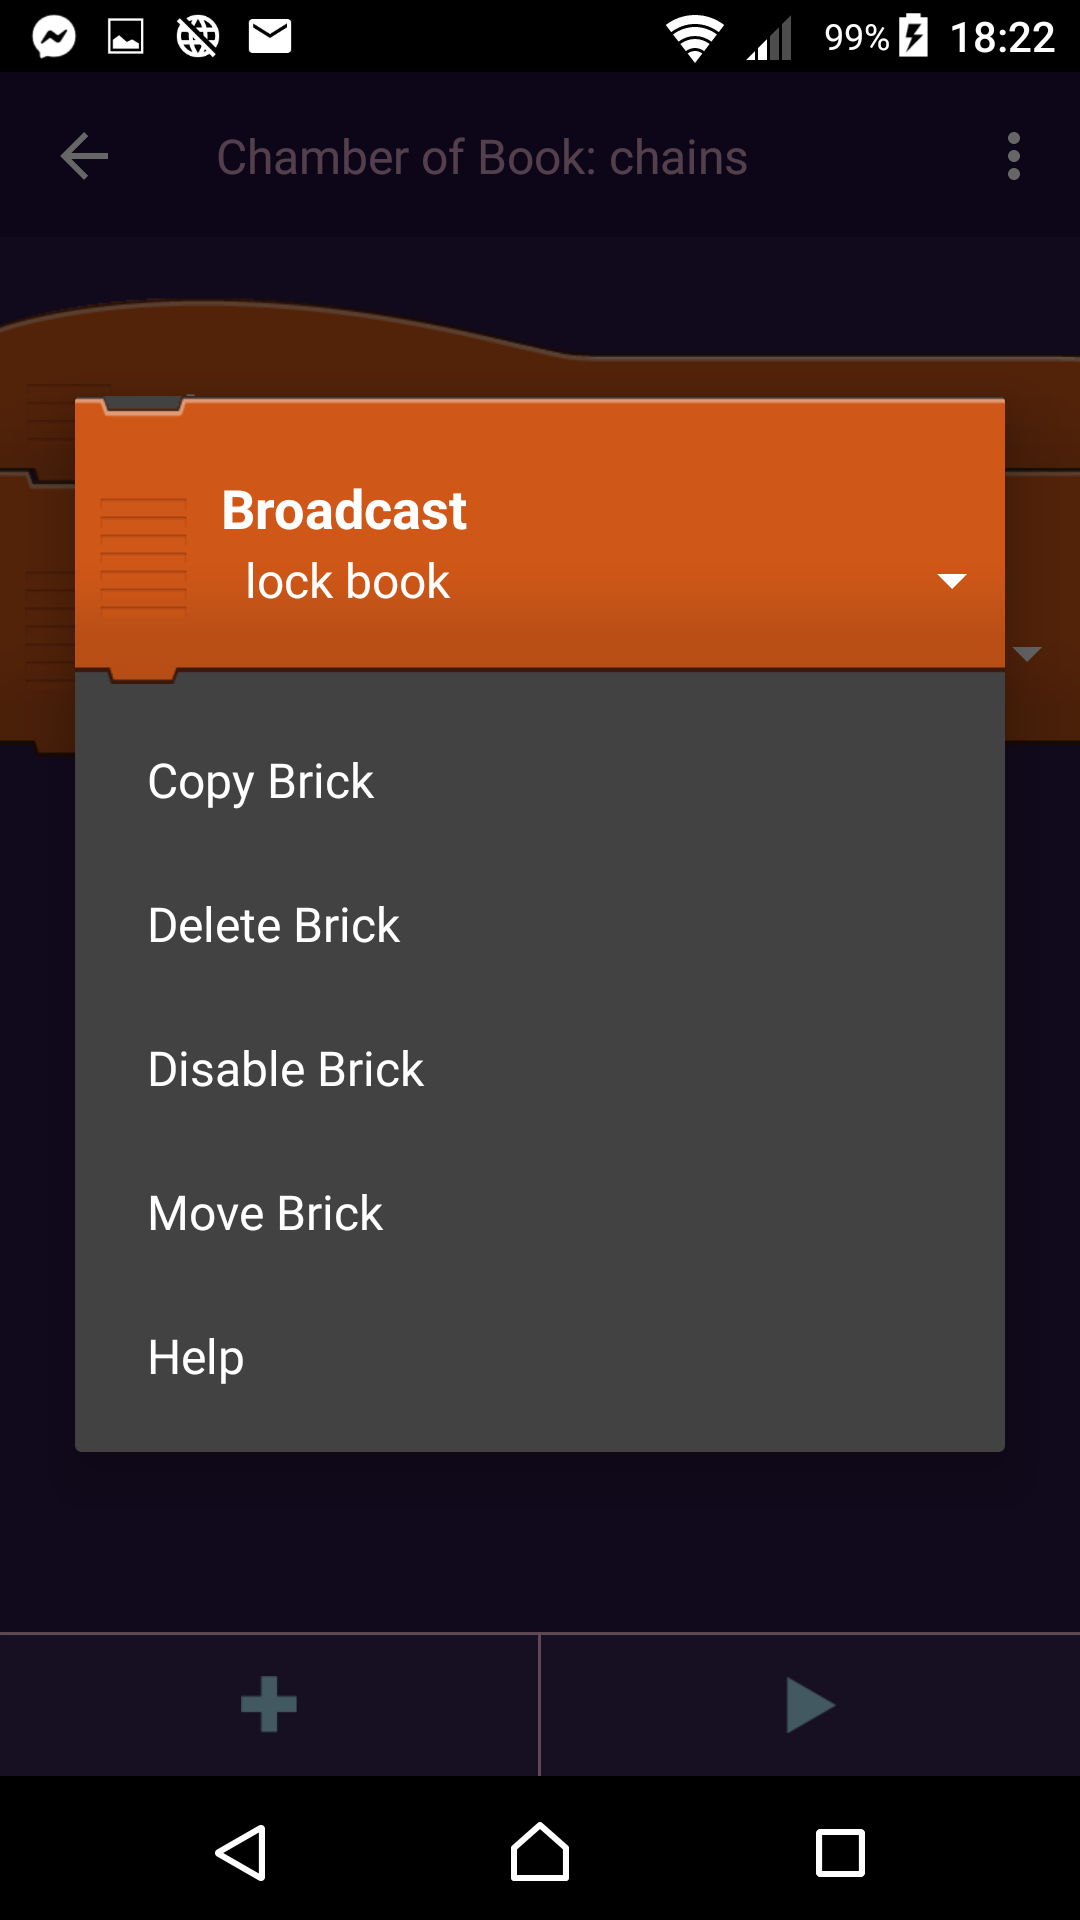 99% 18:22
Chamber of Book: chains
Broadcast
lock book
Copy Brick
Delete Brick
Disable Brick
Move Brick
Help